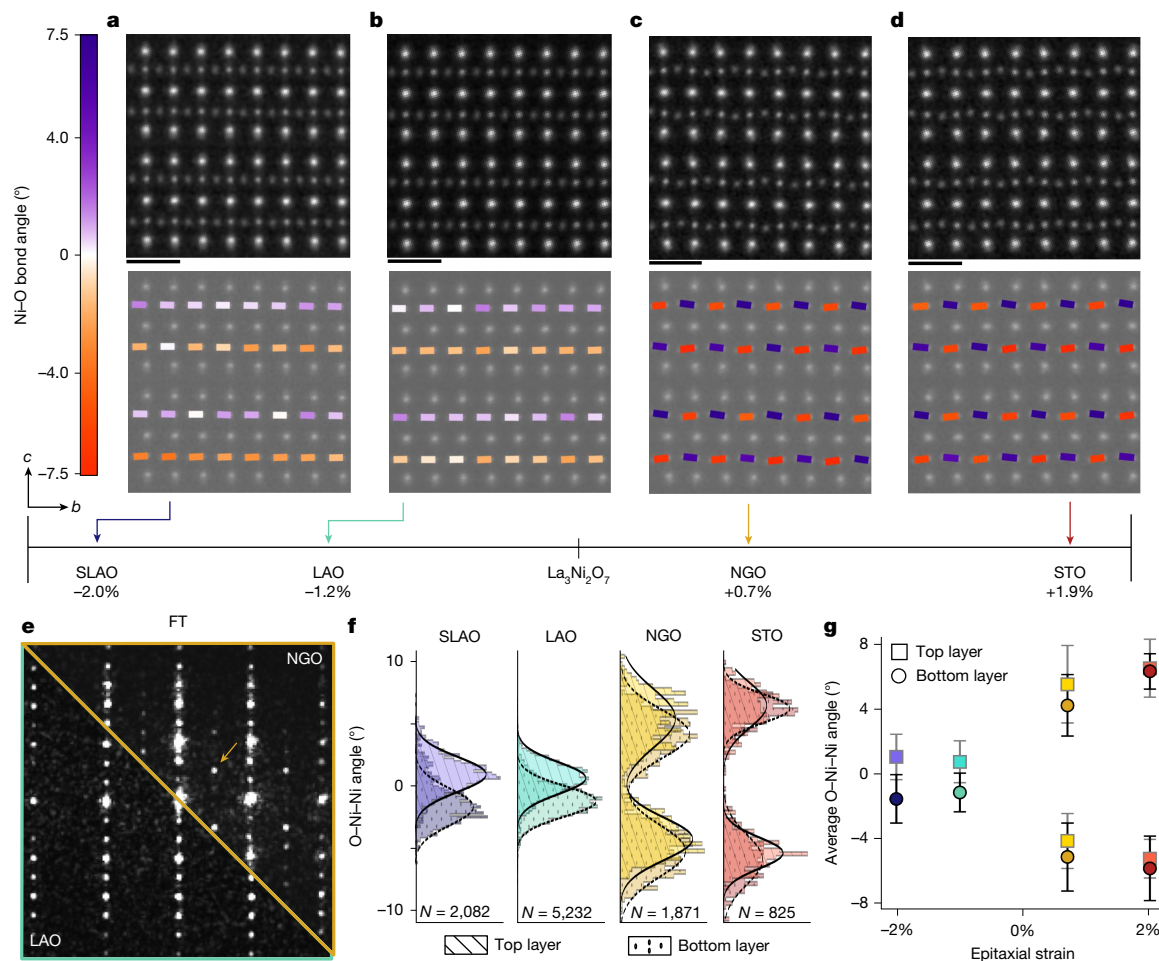 a b c d
7.5
4.0
0
−4.0
−7.5
Ni–O bond angle (°)
c
b
SLAO
−2.0%
LAO
−1.2%
La₃Ni₂O₇
NGO
+0.7%
STO
+1.9%
e
FT
NGO
LAO
f
SLAO LAO NGO STO
10
0
−10
O–Ni–Ni angle (°)
N = 2,082 N = 5,232 N = 1,871 N = 825
Top layer Bottom layer
g
Top layer
Bottom layer
8
4
0
−4
−8
Average O–Ni–Ni angle (°)
−2% 0% 2%
Epitaxial strain